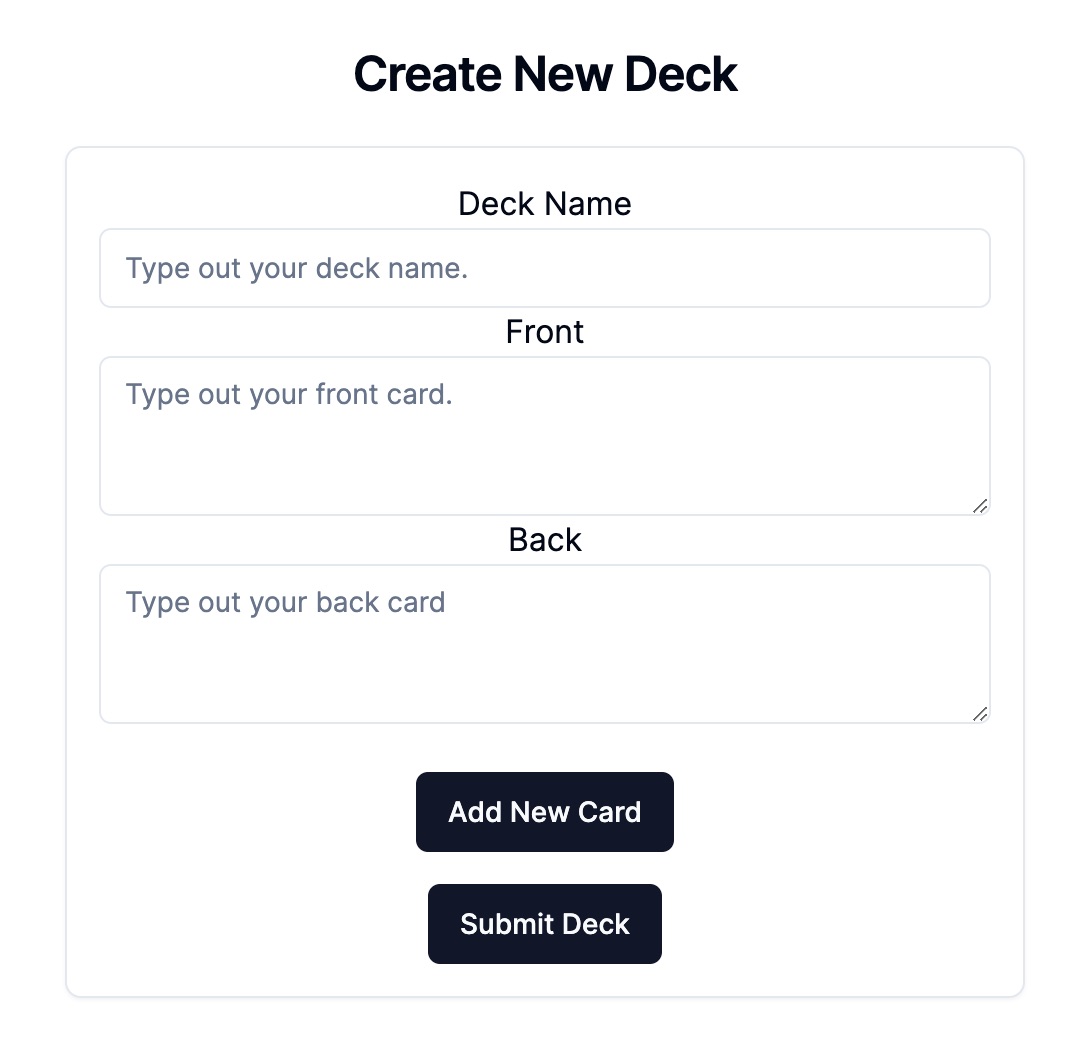 Create New Deck
Deck Name
Type out your deck name.
Front
Type out your front card.
Back
Type out your back card
Add New Card
Submit Deck